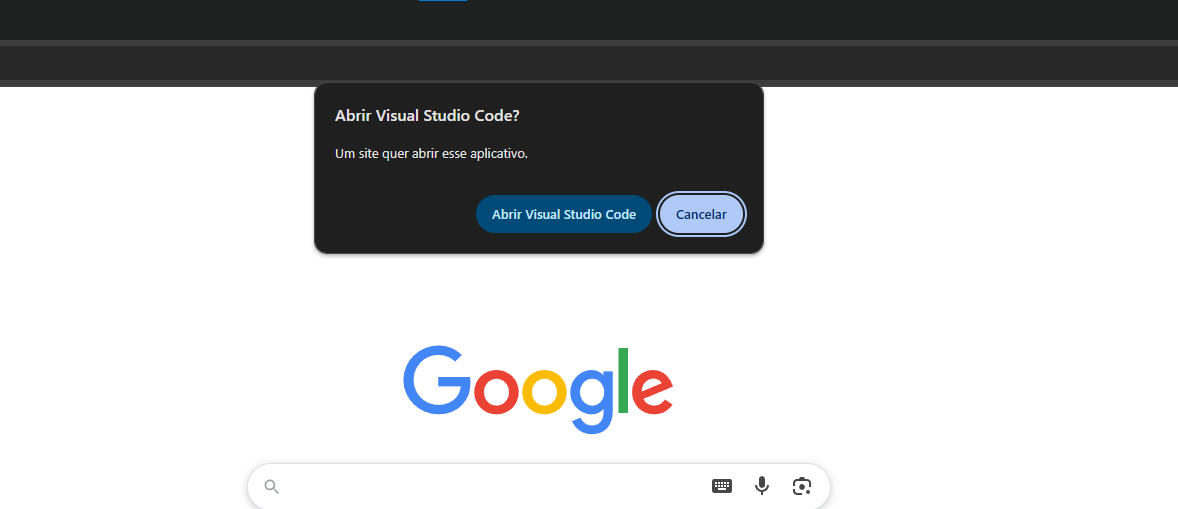 Abrir Visual Studio Code?
Um site quer abrir esse aplicativo.
Abrir Visual Studio Code Cancelar
Google